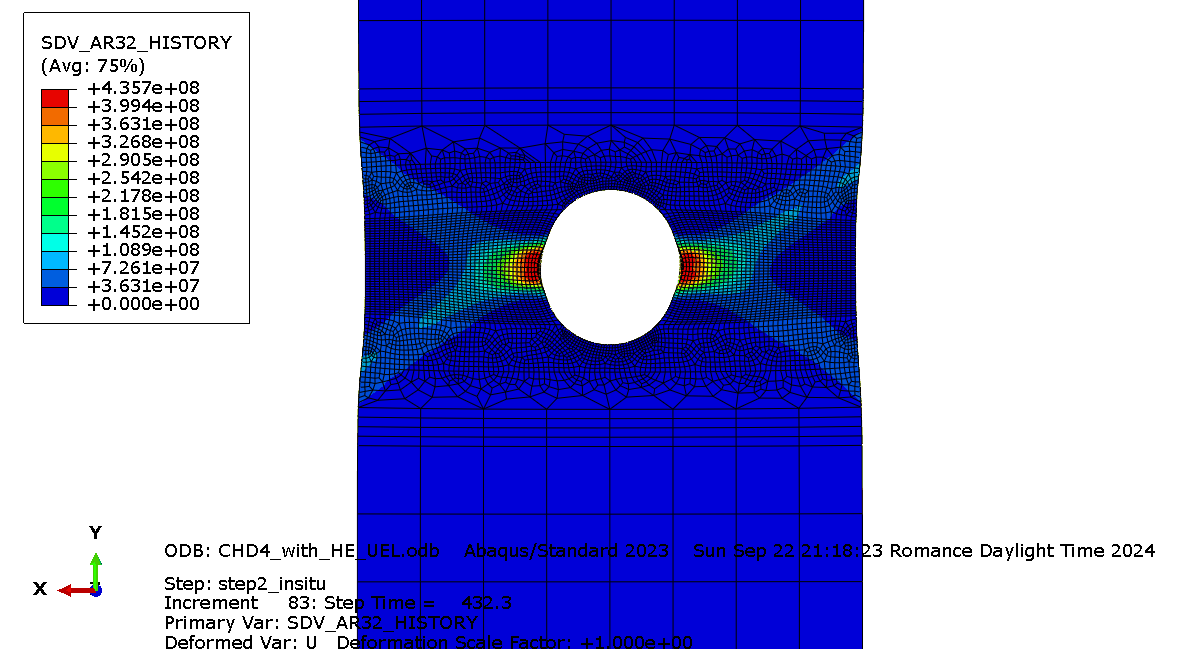 SDV_AR32_HISTORY
(Avg: 75%)
+4.357e+08
+3.994e+08
+3.631e+08
+3.268e+08
+2.905e+08
+2.542e+08
+2.178e+08
+1.815e+08
+1.452e+08
+1.089e+08
+7.261e+07
+3.631e+07
+0.000e+00
Y
X
ODB: CHD4_with_HE_UEL.odb Abaqus/Standard 2023 Sun Sep 22 21:18:23 Romance Daylight Time 2024
Step: step2_insitu
Increment 83: Step Time = 432.3
Primary Var: SDV_AR32_HISTORY
Deformed Var: U Deformation Scale Factor: +1.000e+00